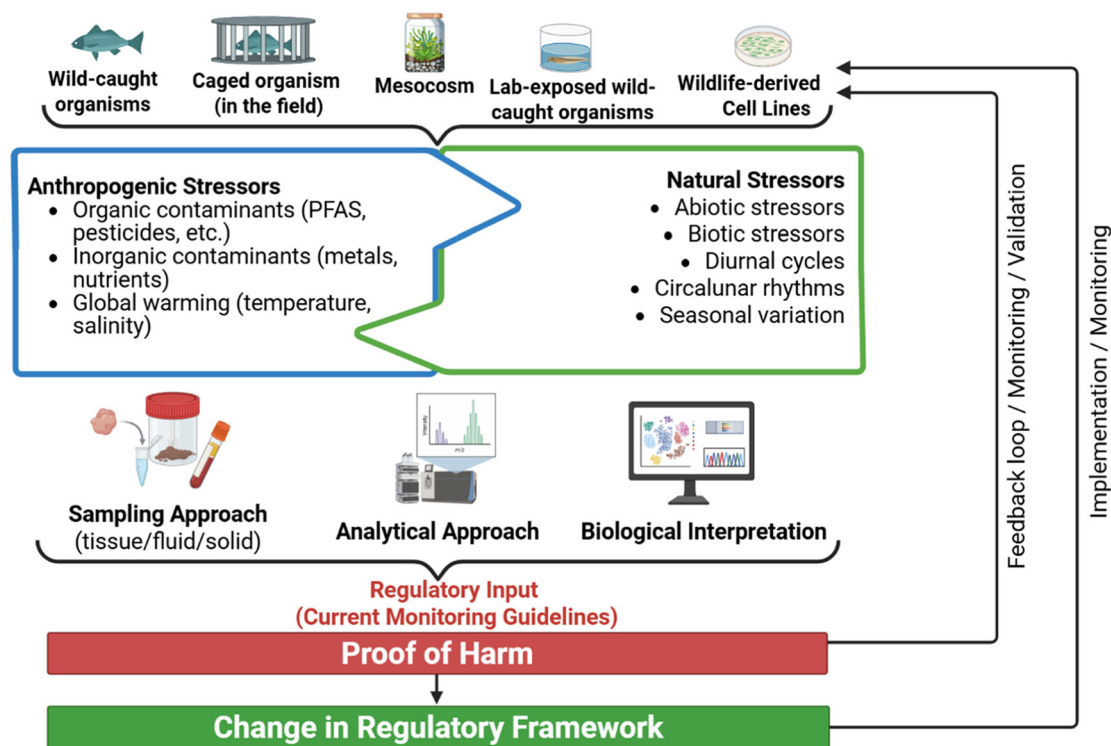 Wild-caught
organisms
Caged organism
(in the field)
Mesocosm
Lab-exposed wild-
caught organisms
Wildlife-derived
Cell Lines
Anthropogenic Stressors
• Organic contaminants (PFAS,
pesticides, etc.)
• Inorganic contaminants (metals,
nutrients)
• Global warming (temperature,
salinity)
Natural Stressors
• Abiotic stressors
• Biotic stressors
• Diurnal cycles
• Circalunar rhythms
• Seasonal variation
Sampling Approach
(tissue/fluid/solid)
Intensity
m/z
Analytical Approach
Biological Interpretation
Regulatory Input
(Current Monitoring Guidelines)
Proof of Harm
Change in Regulatory Framework
Feedback loop / Monitoring / Validation
Implementation / Monitoring